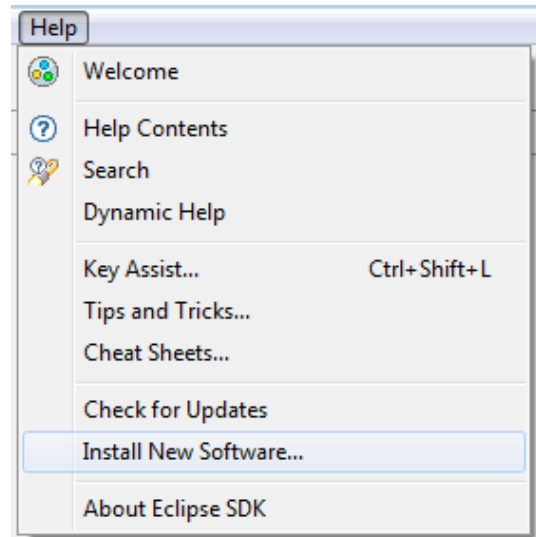 Help
Welcome
Help Contents
Search
Dynamic Help
Key Assist... Ctrl+Shift+L
Tips and Tricks...
Cheat Sheets...
Check for Updates
Install New Software...
About Eclipse SDK